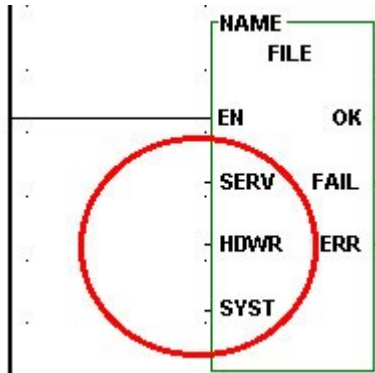 NAME
FILE
EN OK
SERV FAIL
HDWR ERR
SYST